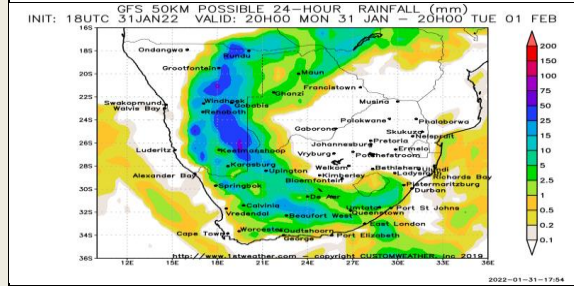 GFS 50KM POSSIBLE 24-HOUR RAINFALL (mm)
INIT: 18UTC 31JAN22 VALID: 20H00 MON 31 JAN - 20H00 TUE 01 FEB
16S
200
Ondangwa
150
18S
Rundu
100
Grootfontein
Maun
75
20S
Francistown
Ghanzi
50
Musina
22S
Windhoek
Gobabis
Swakopmund
Walvis Bay
Rehoboth
25
Polokwane
Phalaborwa
24S
20
Gaborone
Skukuza
Nelspruit
15
Pretoria
Johannesburg
Ermelo
26S
10
Luderitz
Keetmanshoop
Vryburg
Potchefstroom
5
Karasburg
Welkom
Bethlehem
Ladysmith
28S
Upington
Kimberley
Richards Bay
2.5
Alexander Bay
Bloemfontein
Pietermaritzburg
Springbok
Durban
1
30S
De Aar
Calvinia
Umtata
Port St Johns
0.5
32S
Vredendal
Beaufort West
Queenstown
East London
0.2
Cape Town
Worcester
Oudtshoorn
34S
George
Port Elizabeth
0.1
http://www.1stweather.com - copyright CUSTOMWEATHER, Inc 2019
36S
12E 15E 18E 21E 24E 27E 30E 33E 36E
2022-01-31-17:54